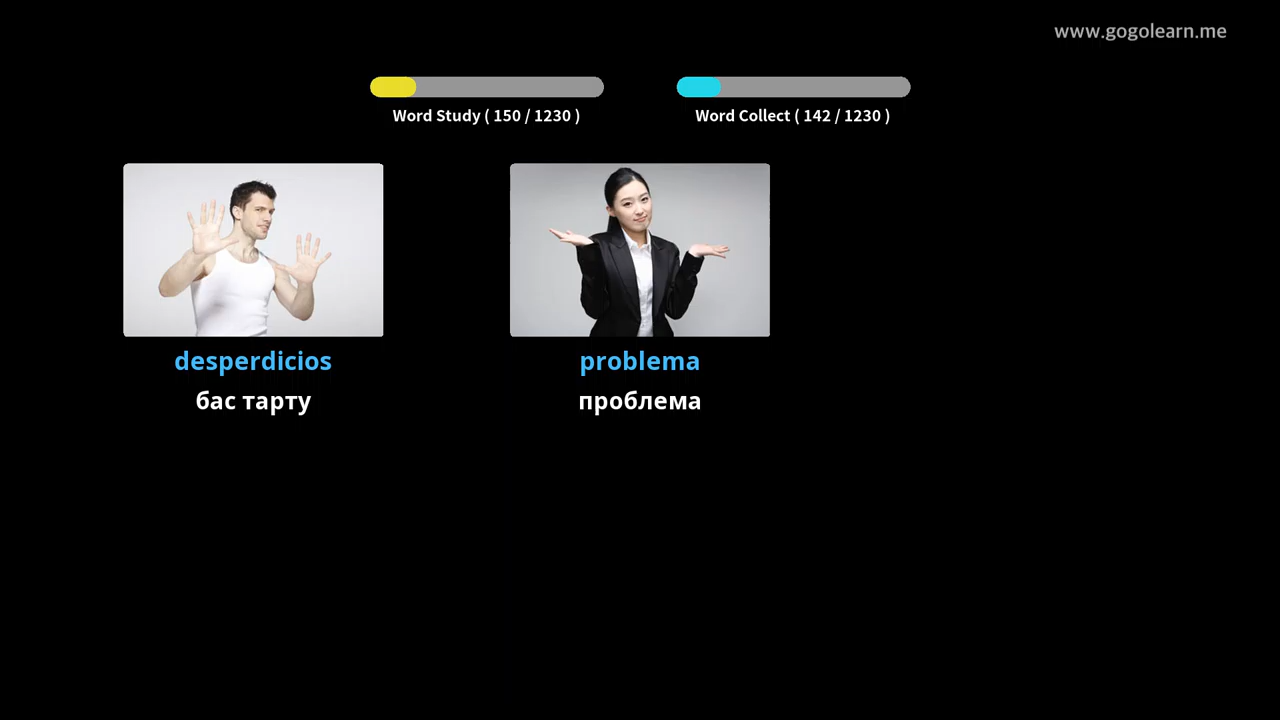 www.gogolearn.me
Word Study ( 150 / 1230 )
Word Collect ( 142 / 1230 )
desperdicios
бас тарту
problema
проблема